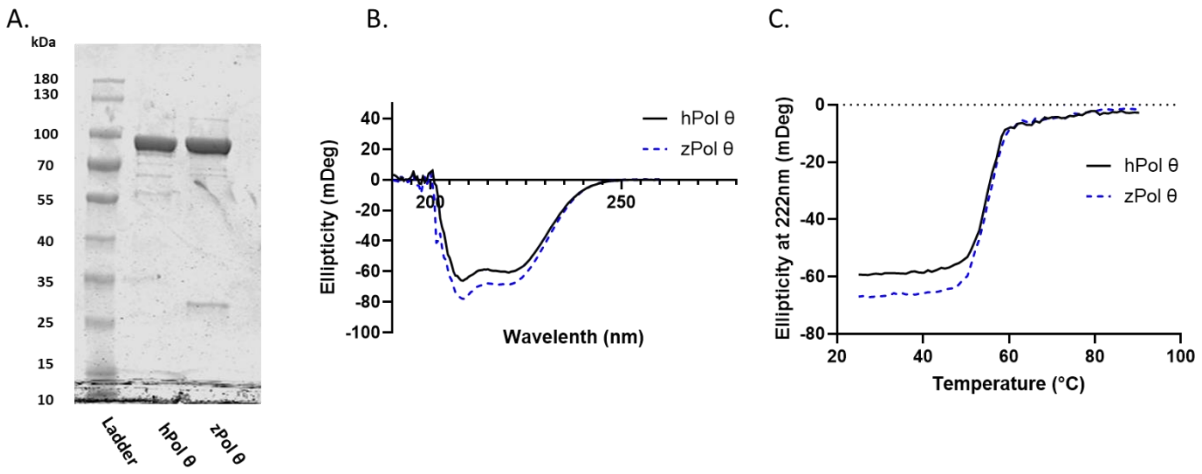 A.
kDa
180
130
100
70
55
40
35
25
15
10
Ladder
hPol θ
zPol θ
B.
Ellipticity (mDeg)
40
20
0
-20
-40
-60
-80
-100
200
250
Wavelenth (nm)
hPol θ
zPol θ
C.
Ellipticity at 222nm (mDeg)
0
-20
-40
-60
-80
20
40
60
80
100
Temperature (°C)
hPol θ
zPol θ